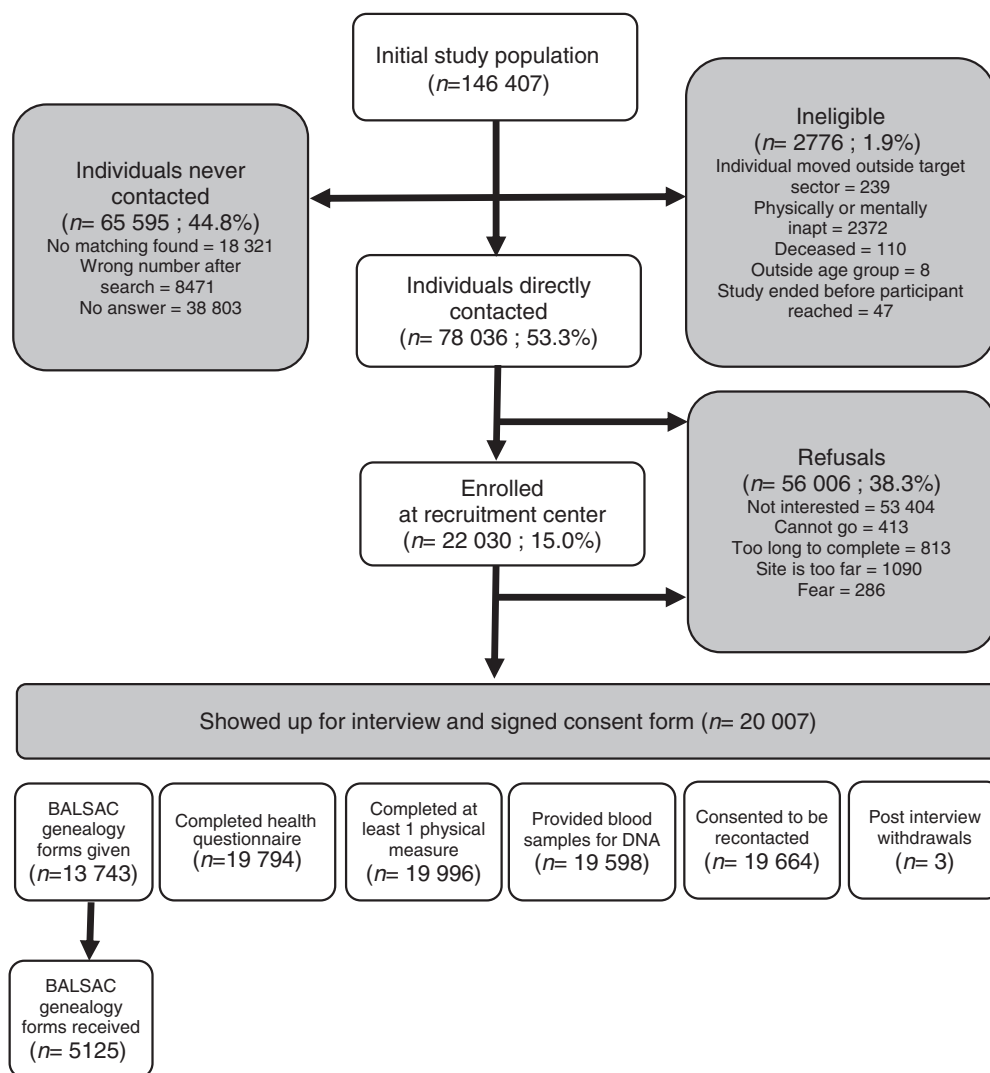 Initial study population
(n=146 407)
Individuals never
contacted
(n= 65 595 ; 44.8%)
No matching found = 18 321
Wrong number after
search = 8471
No answer = 38 803
Ineligible
(n= 2776 ; 1.9%)
Individual moved outside target
sector = 239
Physically or mentally
inapt = 2372
Deceased = 110
Outside age group = 8
Study ended before participant
reached = 47
Individuals directly
contacted
(n= 78 036 ; 53.3%)
Refusals
(n= 56 006 ; 38.3%)
Not interested = 53 404
Cannot go = 413
Too long to complete = 813
Site is too far = 1090
Fear = 286
Enrolled
at recruitment center
(n= 22 030 ; 15.0%)
Showed up for interview and signed consent form (n= 20 007)
BALSAC
genealogy
forms given
(n=13 743)
Completed health
questionnaire
(n=19 794)
Completed at
least 1 physical
measure
(n= 19 996)
Provided blood
samples for DNA
(n= 19 598)
Consented to be
recontacted
(n= 19 664)
Post interview
withdrawals
(n= 3)
BALSAC
genealogy
forms received
(n= 5125)